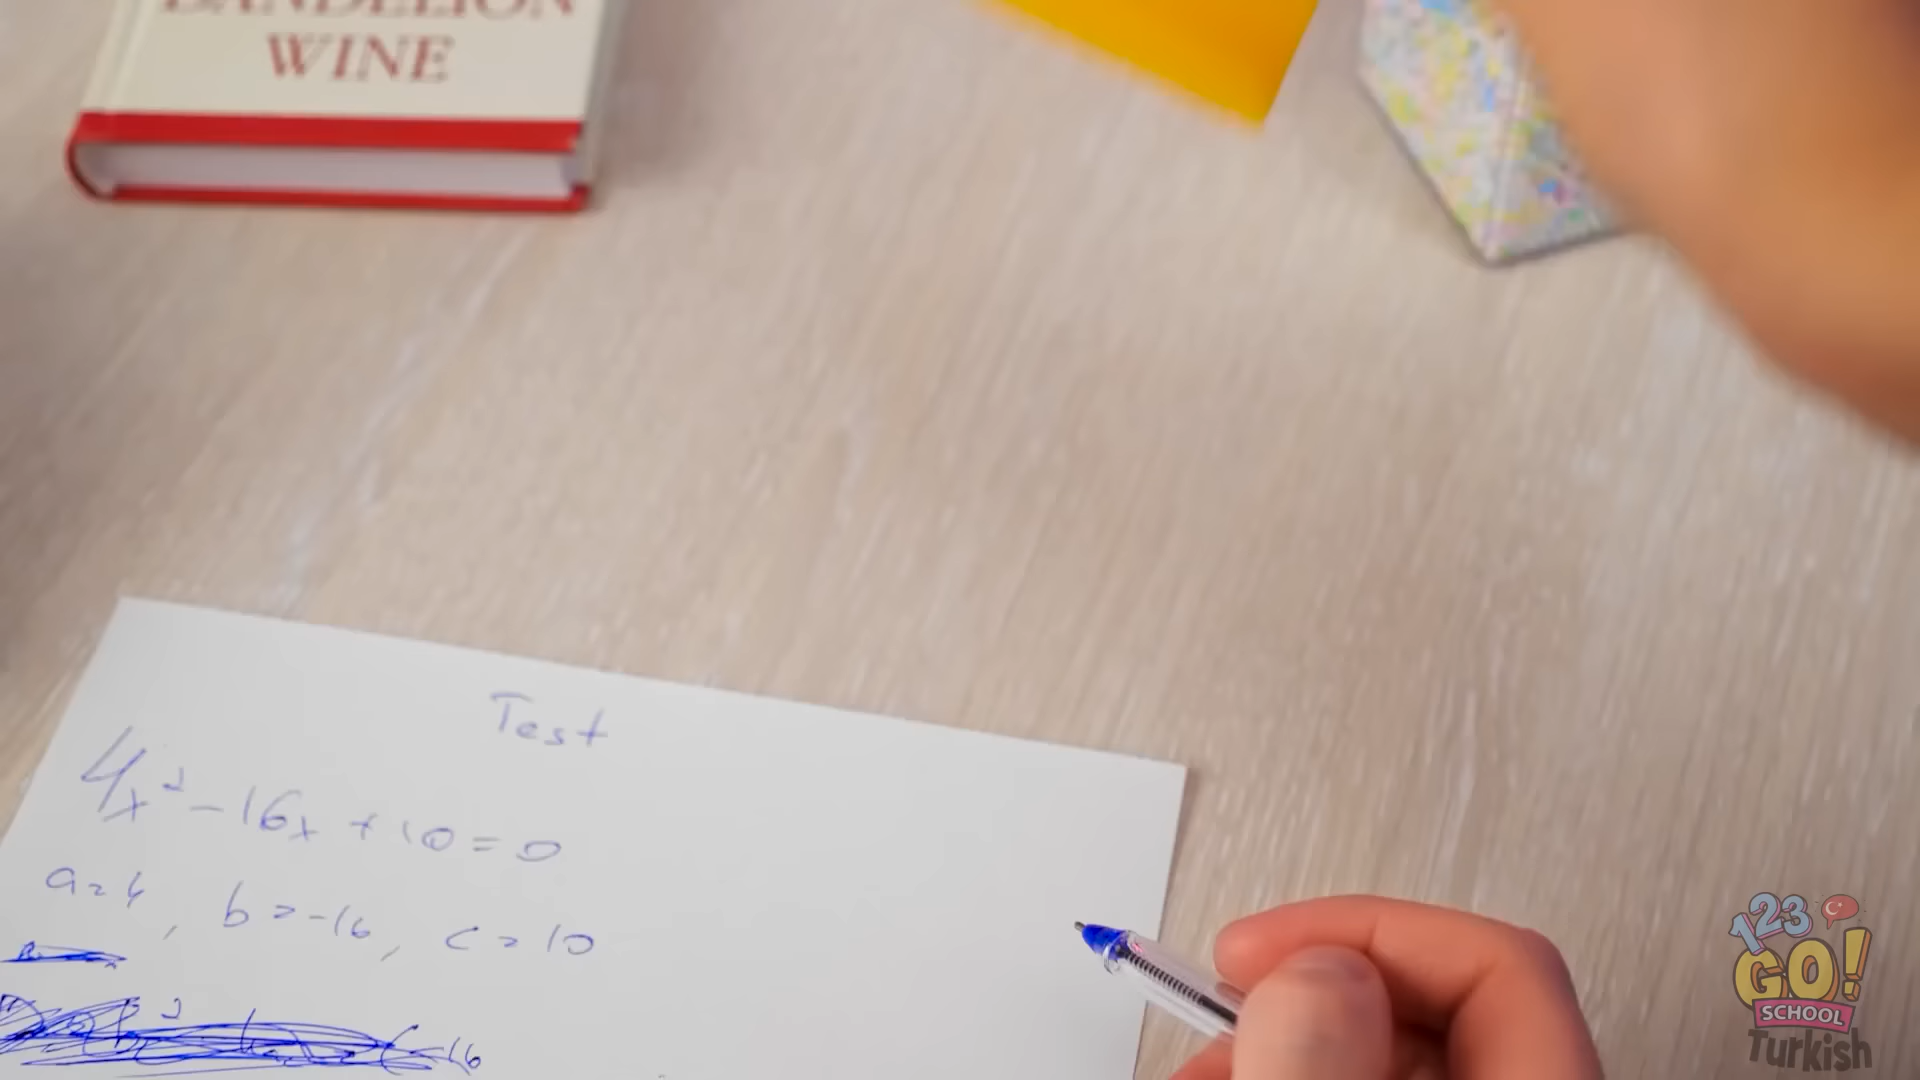 DANDELION
WINE
Test
4x² - 16x + 10 = 0
a = 4, b = -16, c = 10
123
GO!
SCHOOL
Turkish